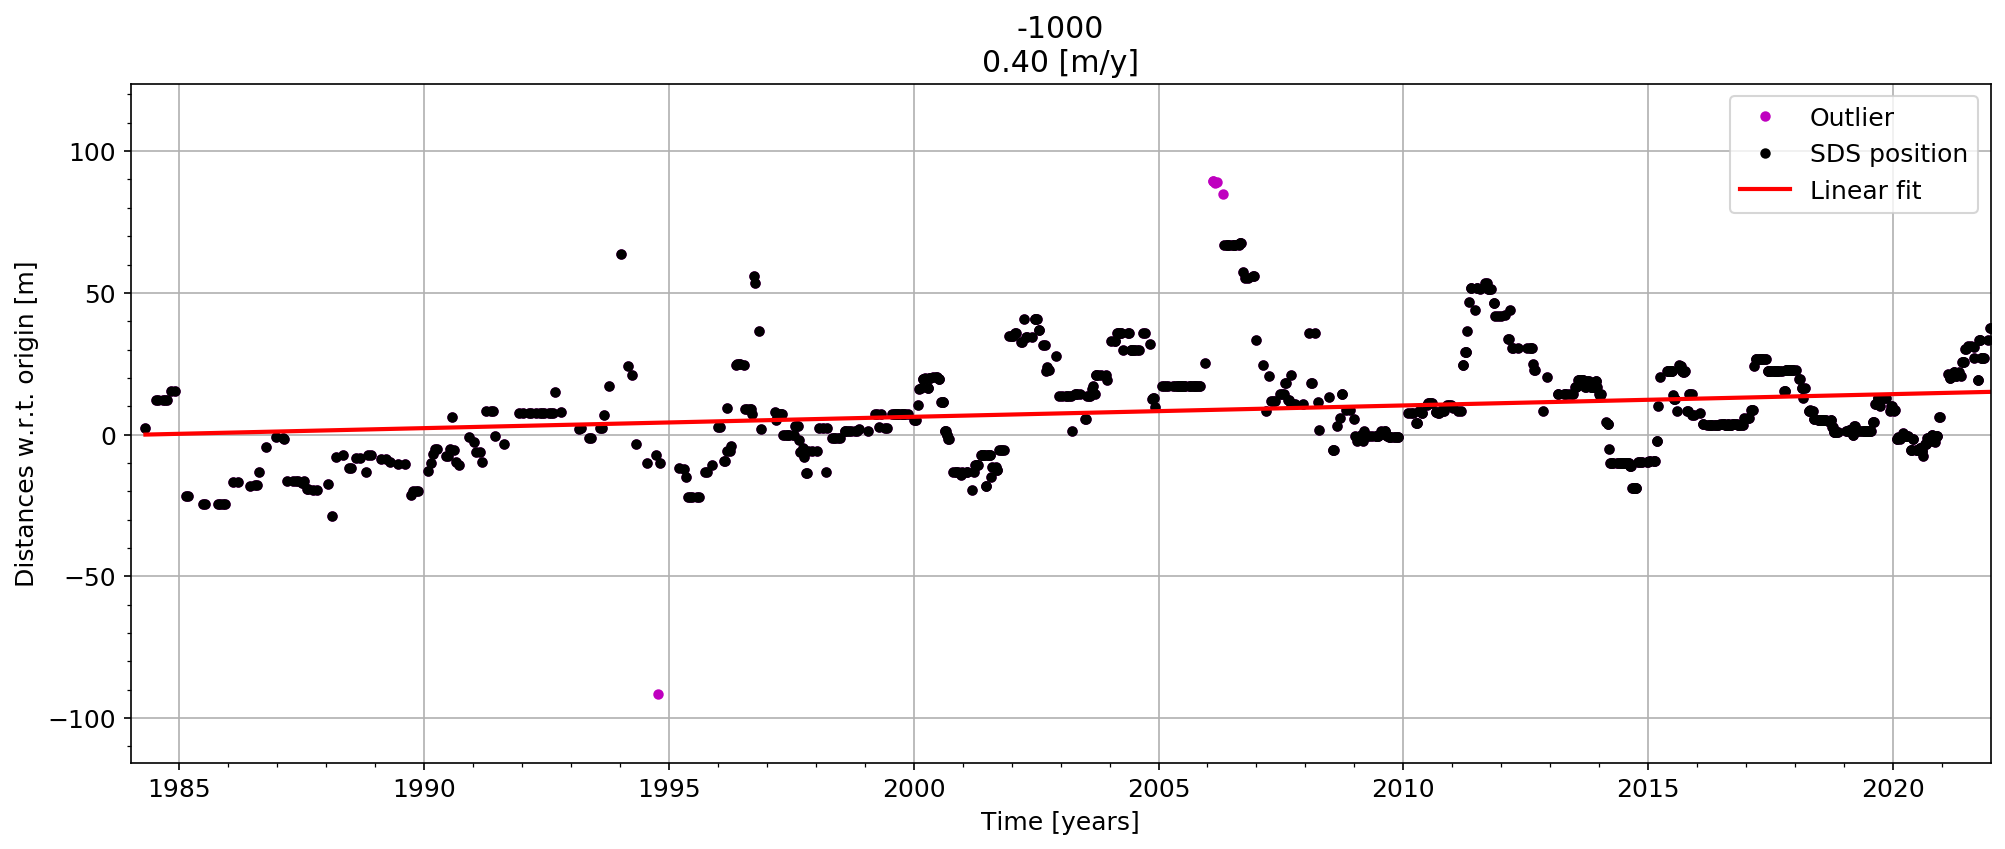 -1000
0.40 [m/y]
Outlier
SDS position
Linear fit
Distances w.r.t. origin [m]
100
50
0
−50
−100
1985 1990 1995 2000 2005 2010 2015 2020
Time [years]